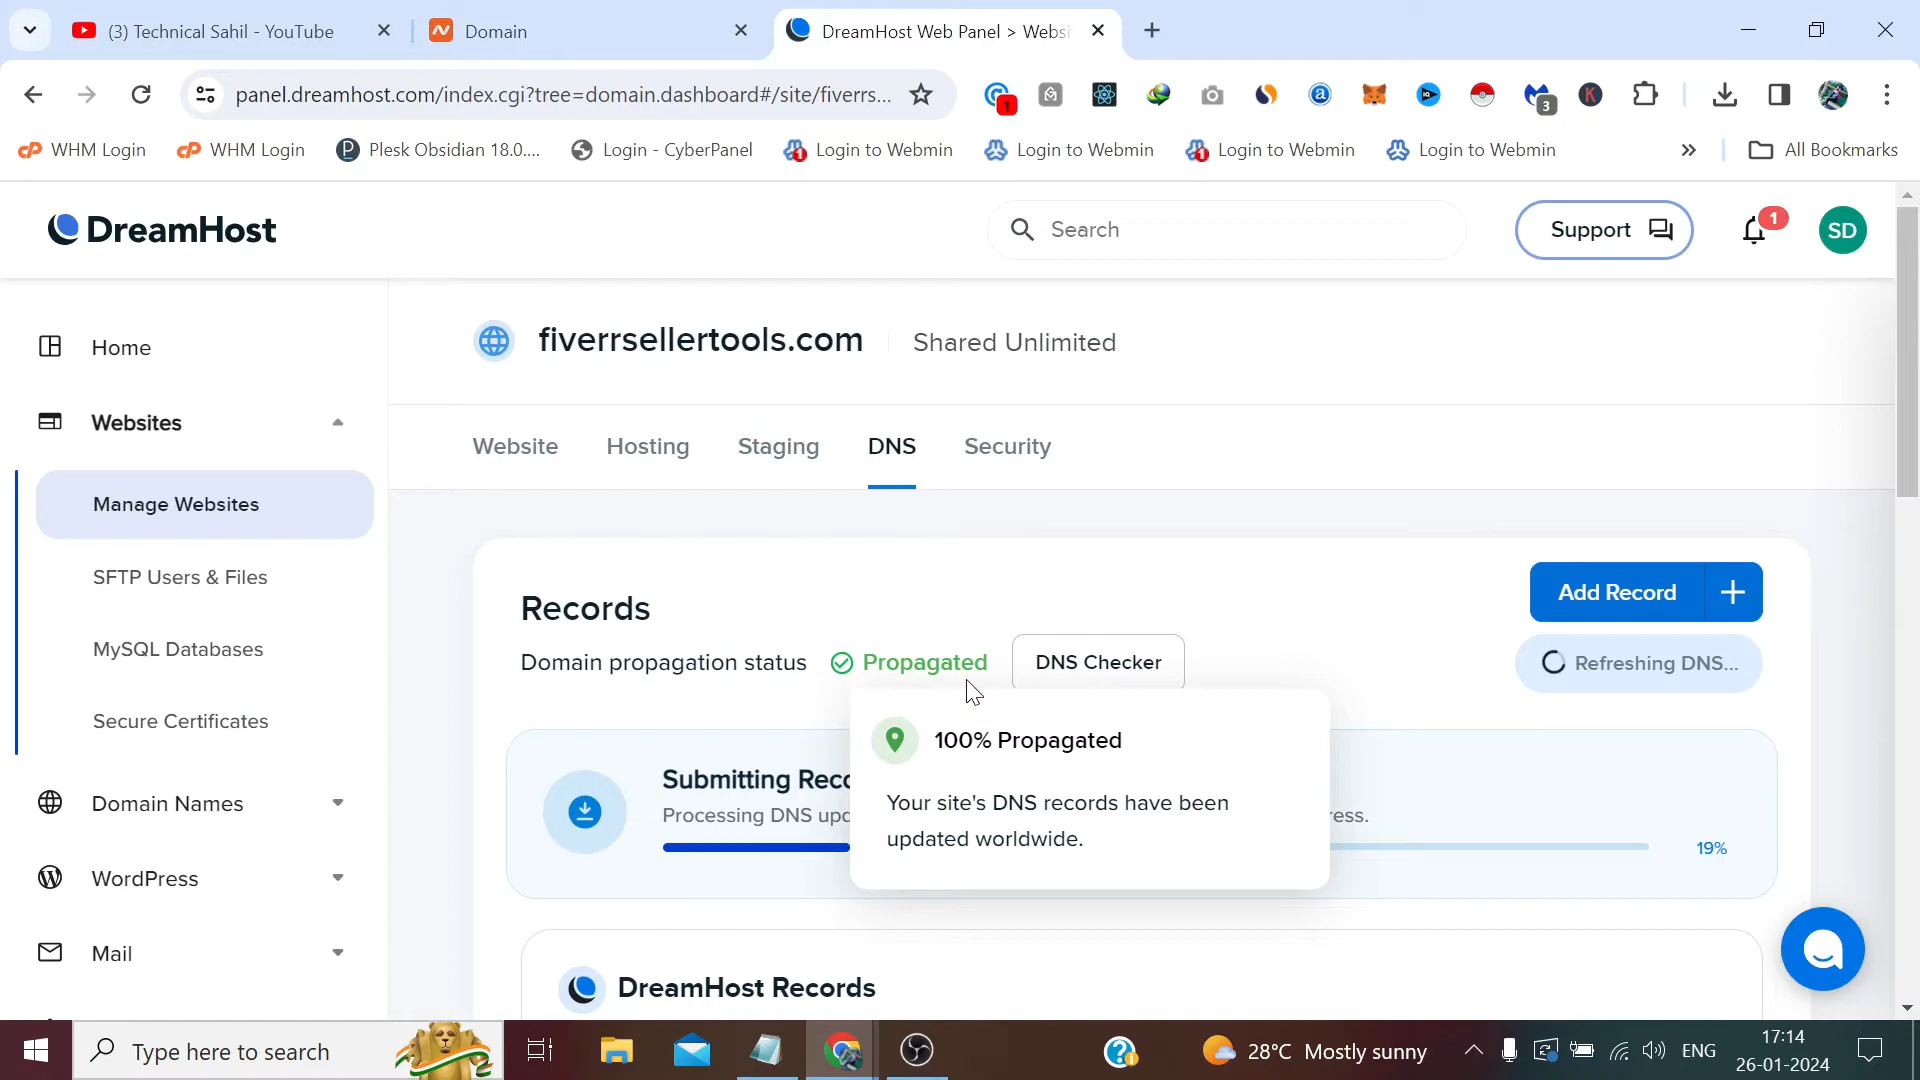 (3) Technical Sahil - YouTube
Domain
DreamHost Web Panel > Websi
panel.dreamhost.com/index.cgi?tree=domain.dashboard#/site/fiverrs...
1
3
WHM Login
WHM Login
Plesk Obsidian 18.0....
Login - CyberPanel
Login to Webmin
Login to Webmin
Login to Webmin
Login to Webmin
»
All Bookmarks
DreamHost
Search
Support
1
SD
Home
Websites
Manage Websites
SFTP Users & Files
MySQL Databases
Secure Certificates
Domain Names
WordPress
Mail
fiverrsellertools.com
Shared Unlimited
Website
Hosting
Staging
DNS
Security
Records
Add Record +
Domain propagation status
Propagated
DNS Checker
Refreshing DNS...
100% Propagated
Your site's DNS records have been
updated worldwide.
Submitting
Processing DNS
19%
DreamHost Records
Type here to search
28°C Mostly sunny
ENG
17:14
26-01-2024